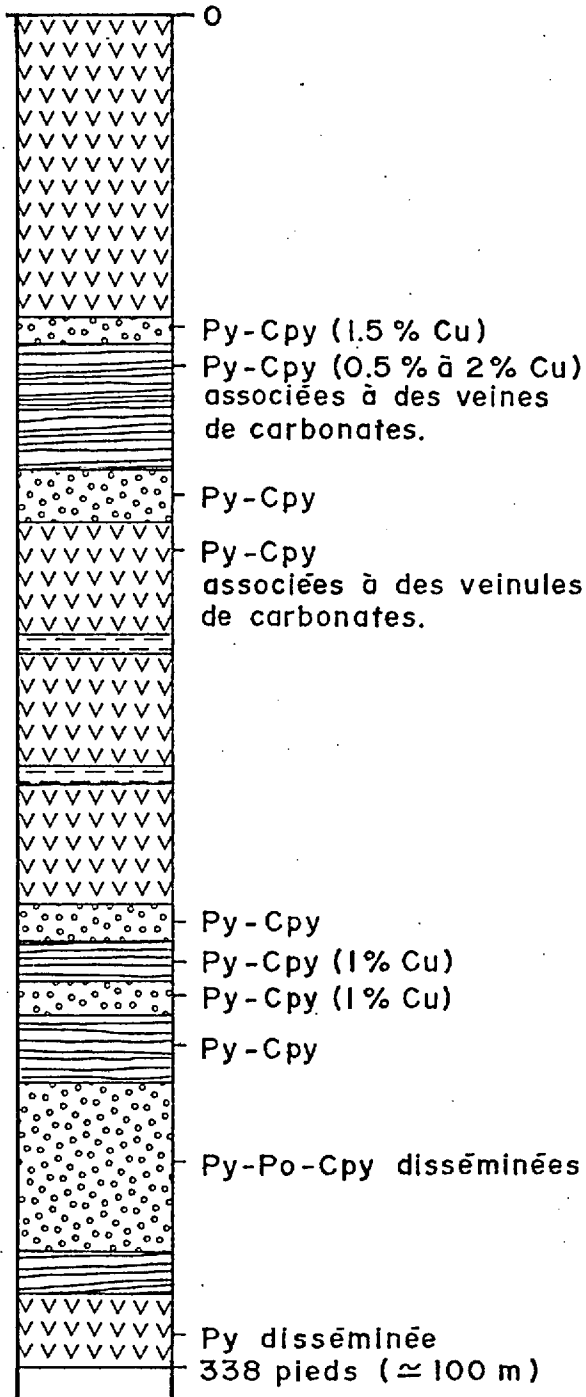 0
Py-Cpy (1.5 % Cu)
Py-Cpy (0.5 % à 2% Cu)
associées à des veines
de carbonates.
Py-Cpy
Py-Cpy
associées à des veinules
de carbonates.
Py-Cpy
Py-Cpy (1% Cu)
Py-Cpy (1% Cu)
Py-Cpy
Py-Po-Cpy disséminées
Py disséminée
338 pieds (≃ 100 m)